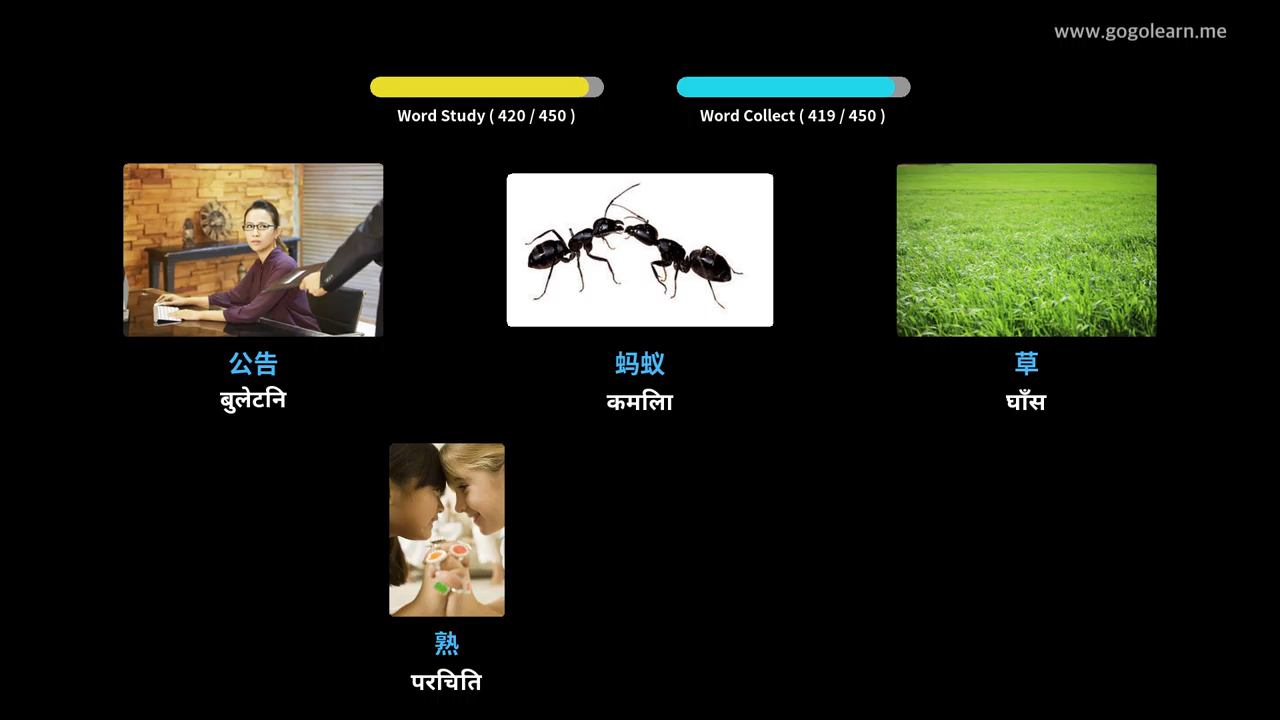 www.gogolearn.me
Word Study ( 420 / 450 )
Word Collect ( 419 / 450 )
公告
बुलेटनि
蚂蚁
कमलिा
草
घाँस
熟
परचिति